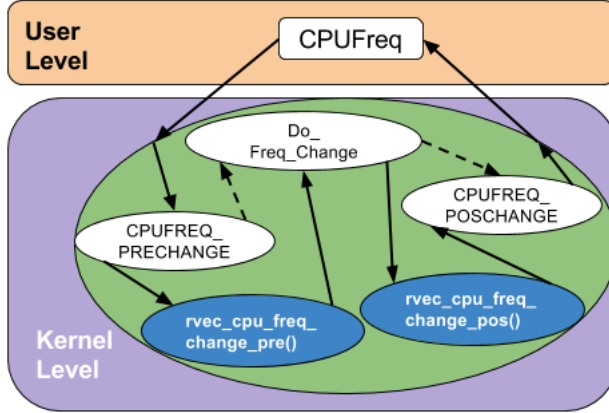 User
Level
CPUFreq
Do_
Freq_Change
CPUFREQ_
PRECHANGE
CPUFREQ_
POSCHANGE
rvec_cpu_freq_
change_pre()
rvec_cpu_freq_
change_pos()
Kernel
Level